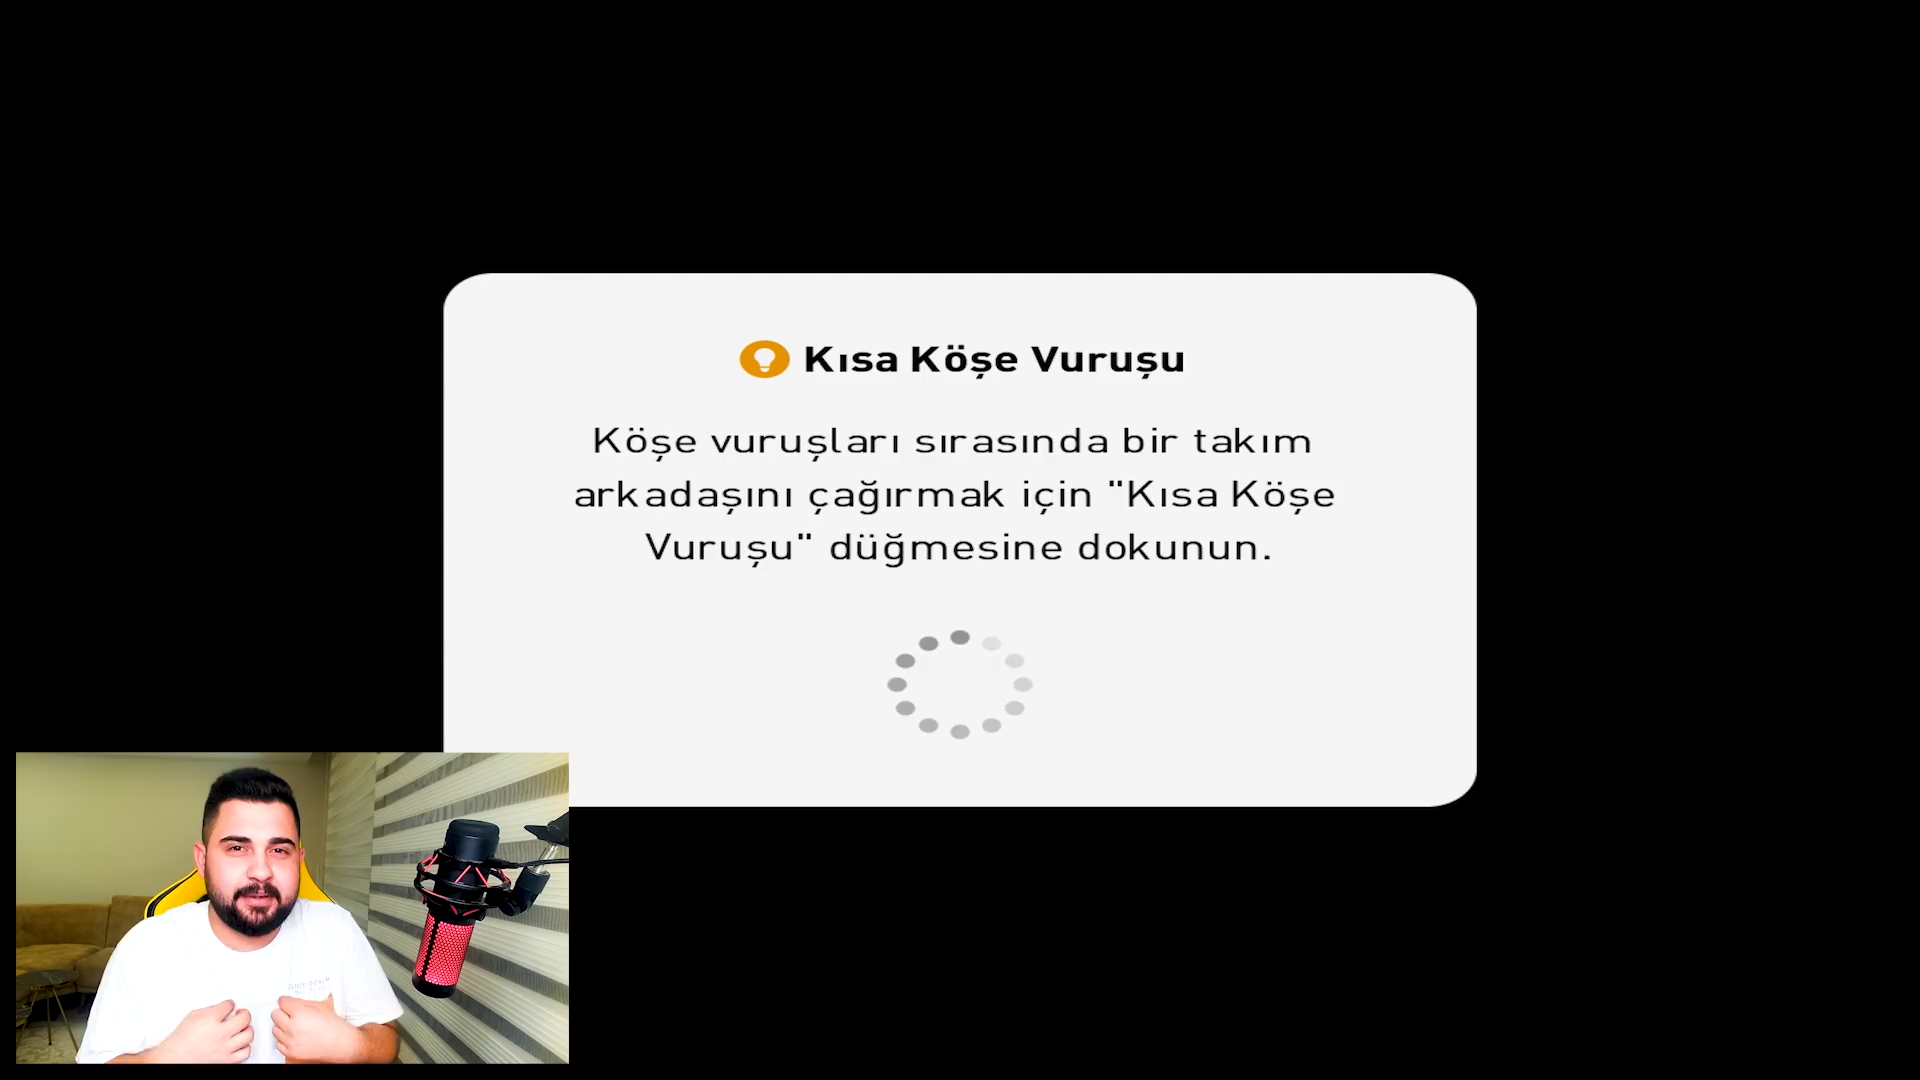 Kısa Köşe Vuruşu
Köşe vuruşları sırasında bir takım
arkadaşını çağırmak için "Kısa Köşe
Vuruşu" düğmesine dokunun.